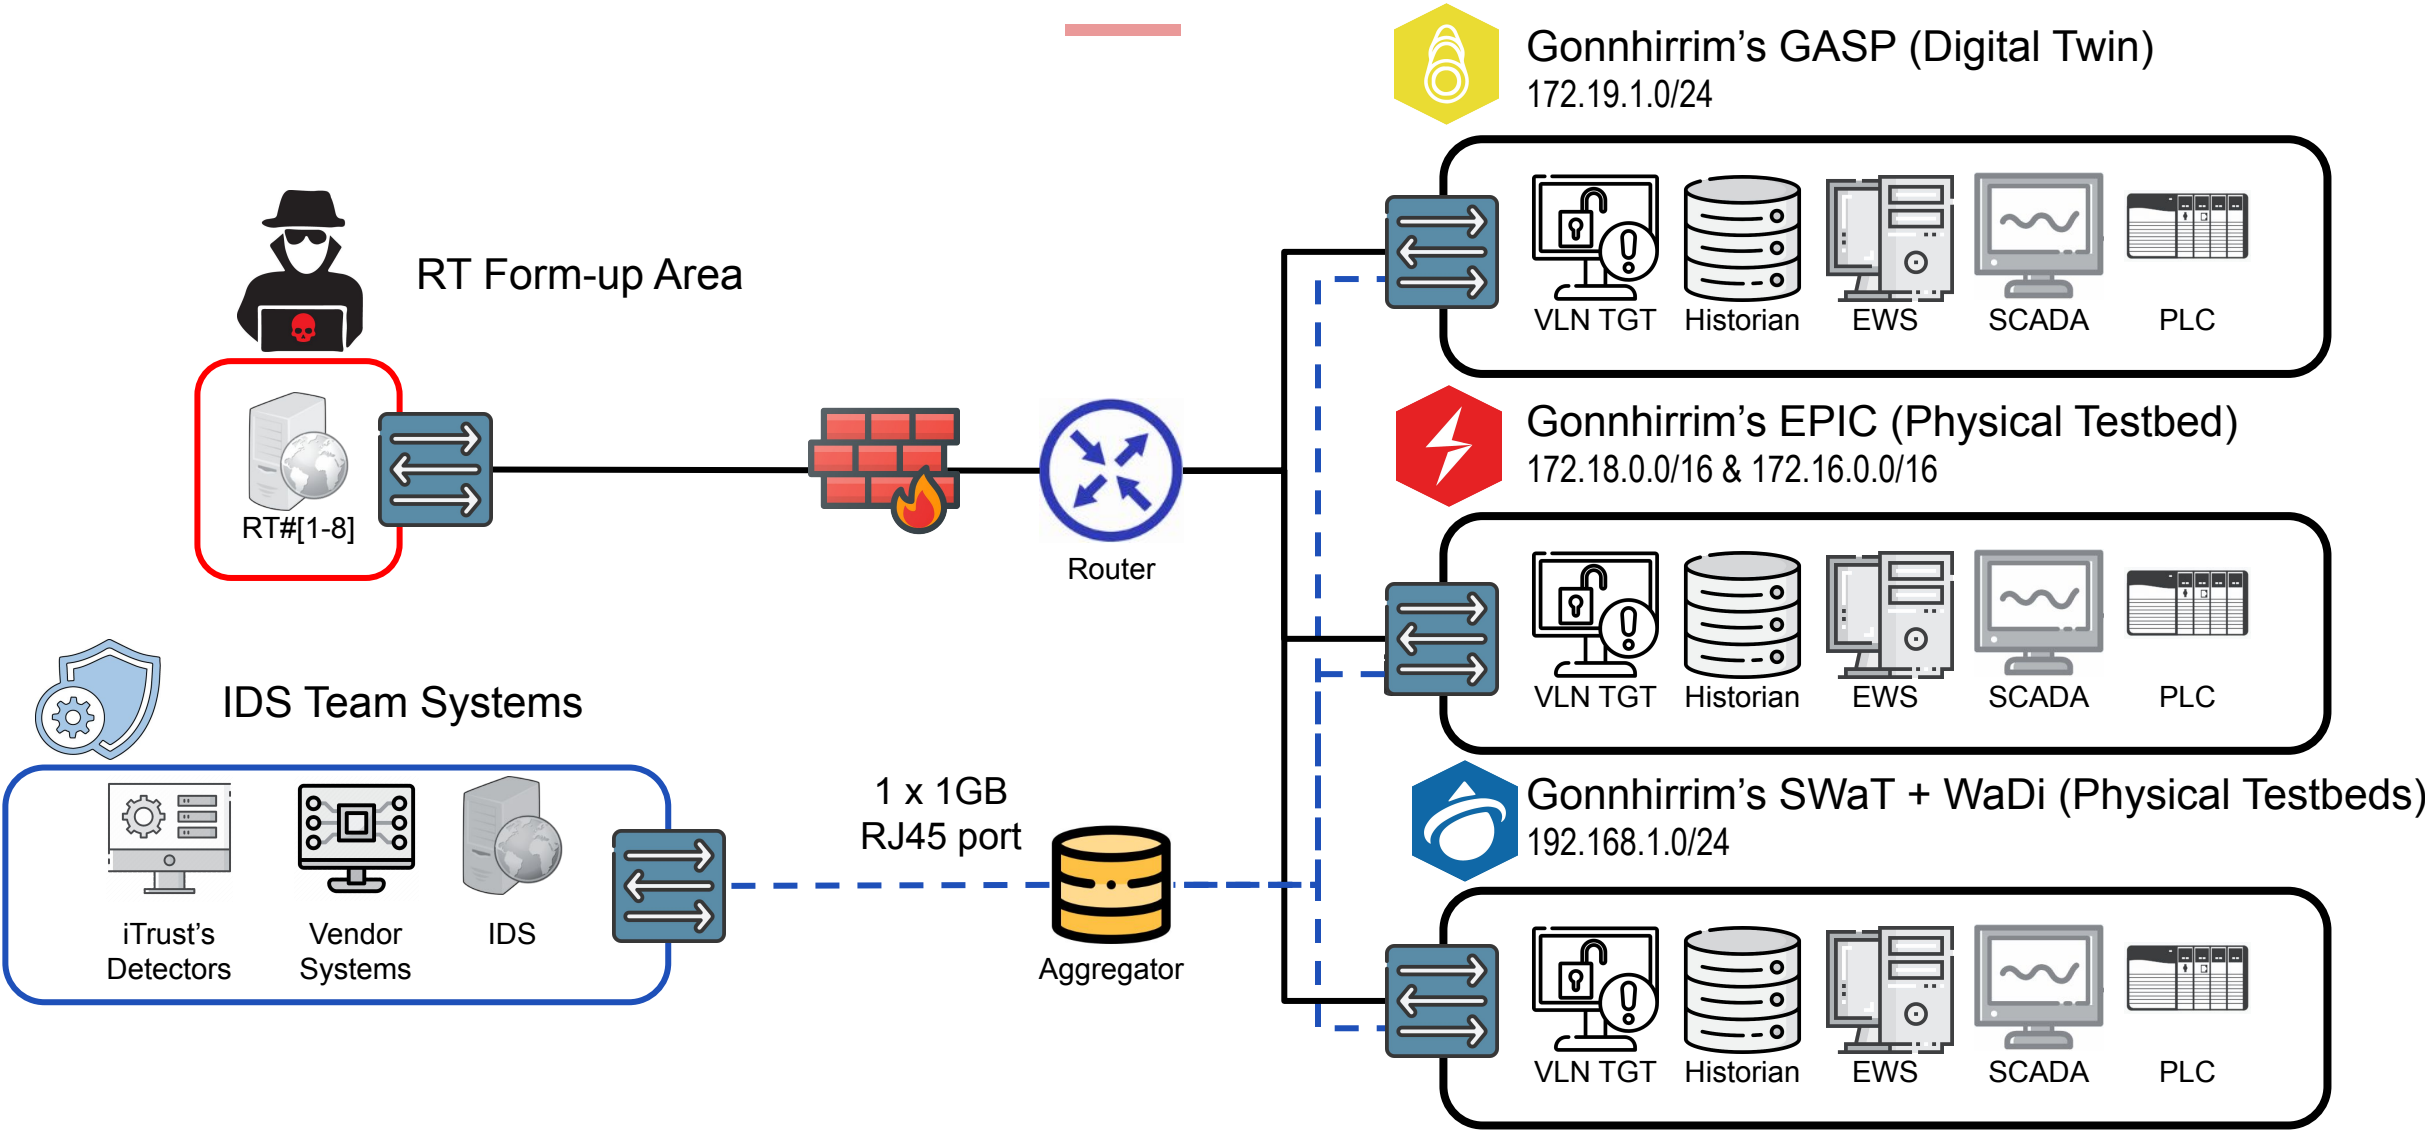 Gonnhirrim’s GASP (Digital Twin)
172.19.1.0/24
VLN TGT Historian EWS SCADA PLC
RT Form-up Area
RT#[1-8]
Router
Gonnhirrim’s EPIC (Physical Testbed)
172.18.0.0/16 & 172.16.0.0/16
VLN TGT Historian EWS SCADA PLC
IDS Team Systems
iTrust’s
Detectors
Vendor
Systems
IDS
1 x 1GB
RJ45 port
Aggregator
Gonnhirrim’s SWaT + WaDi (Physical Testbeds)
192.168.1.0/24
VLN TGT Historian EWS SCADA PLC